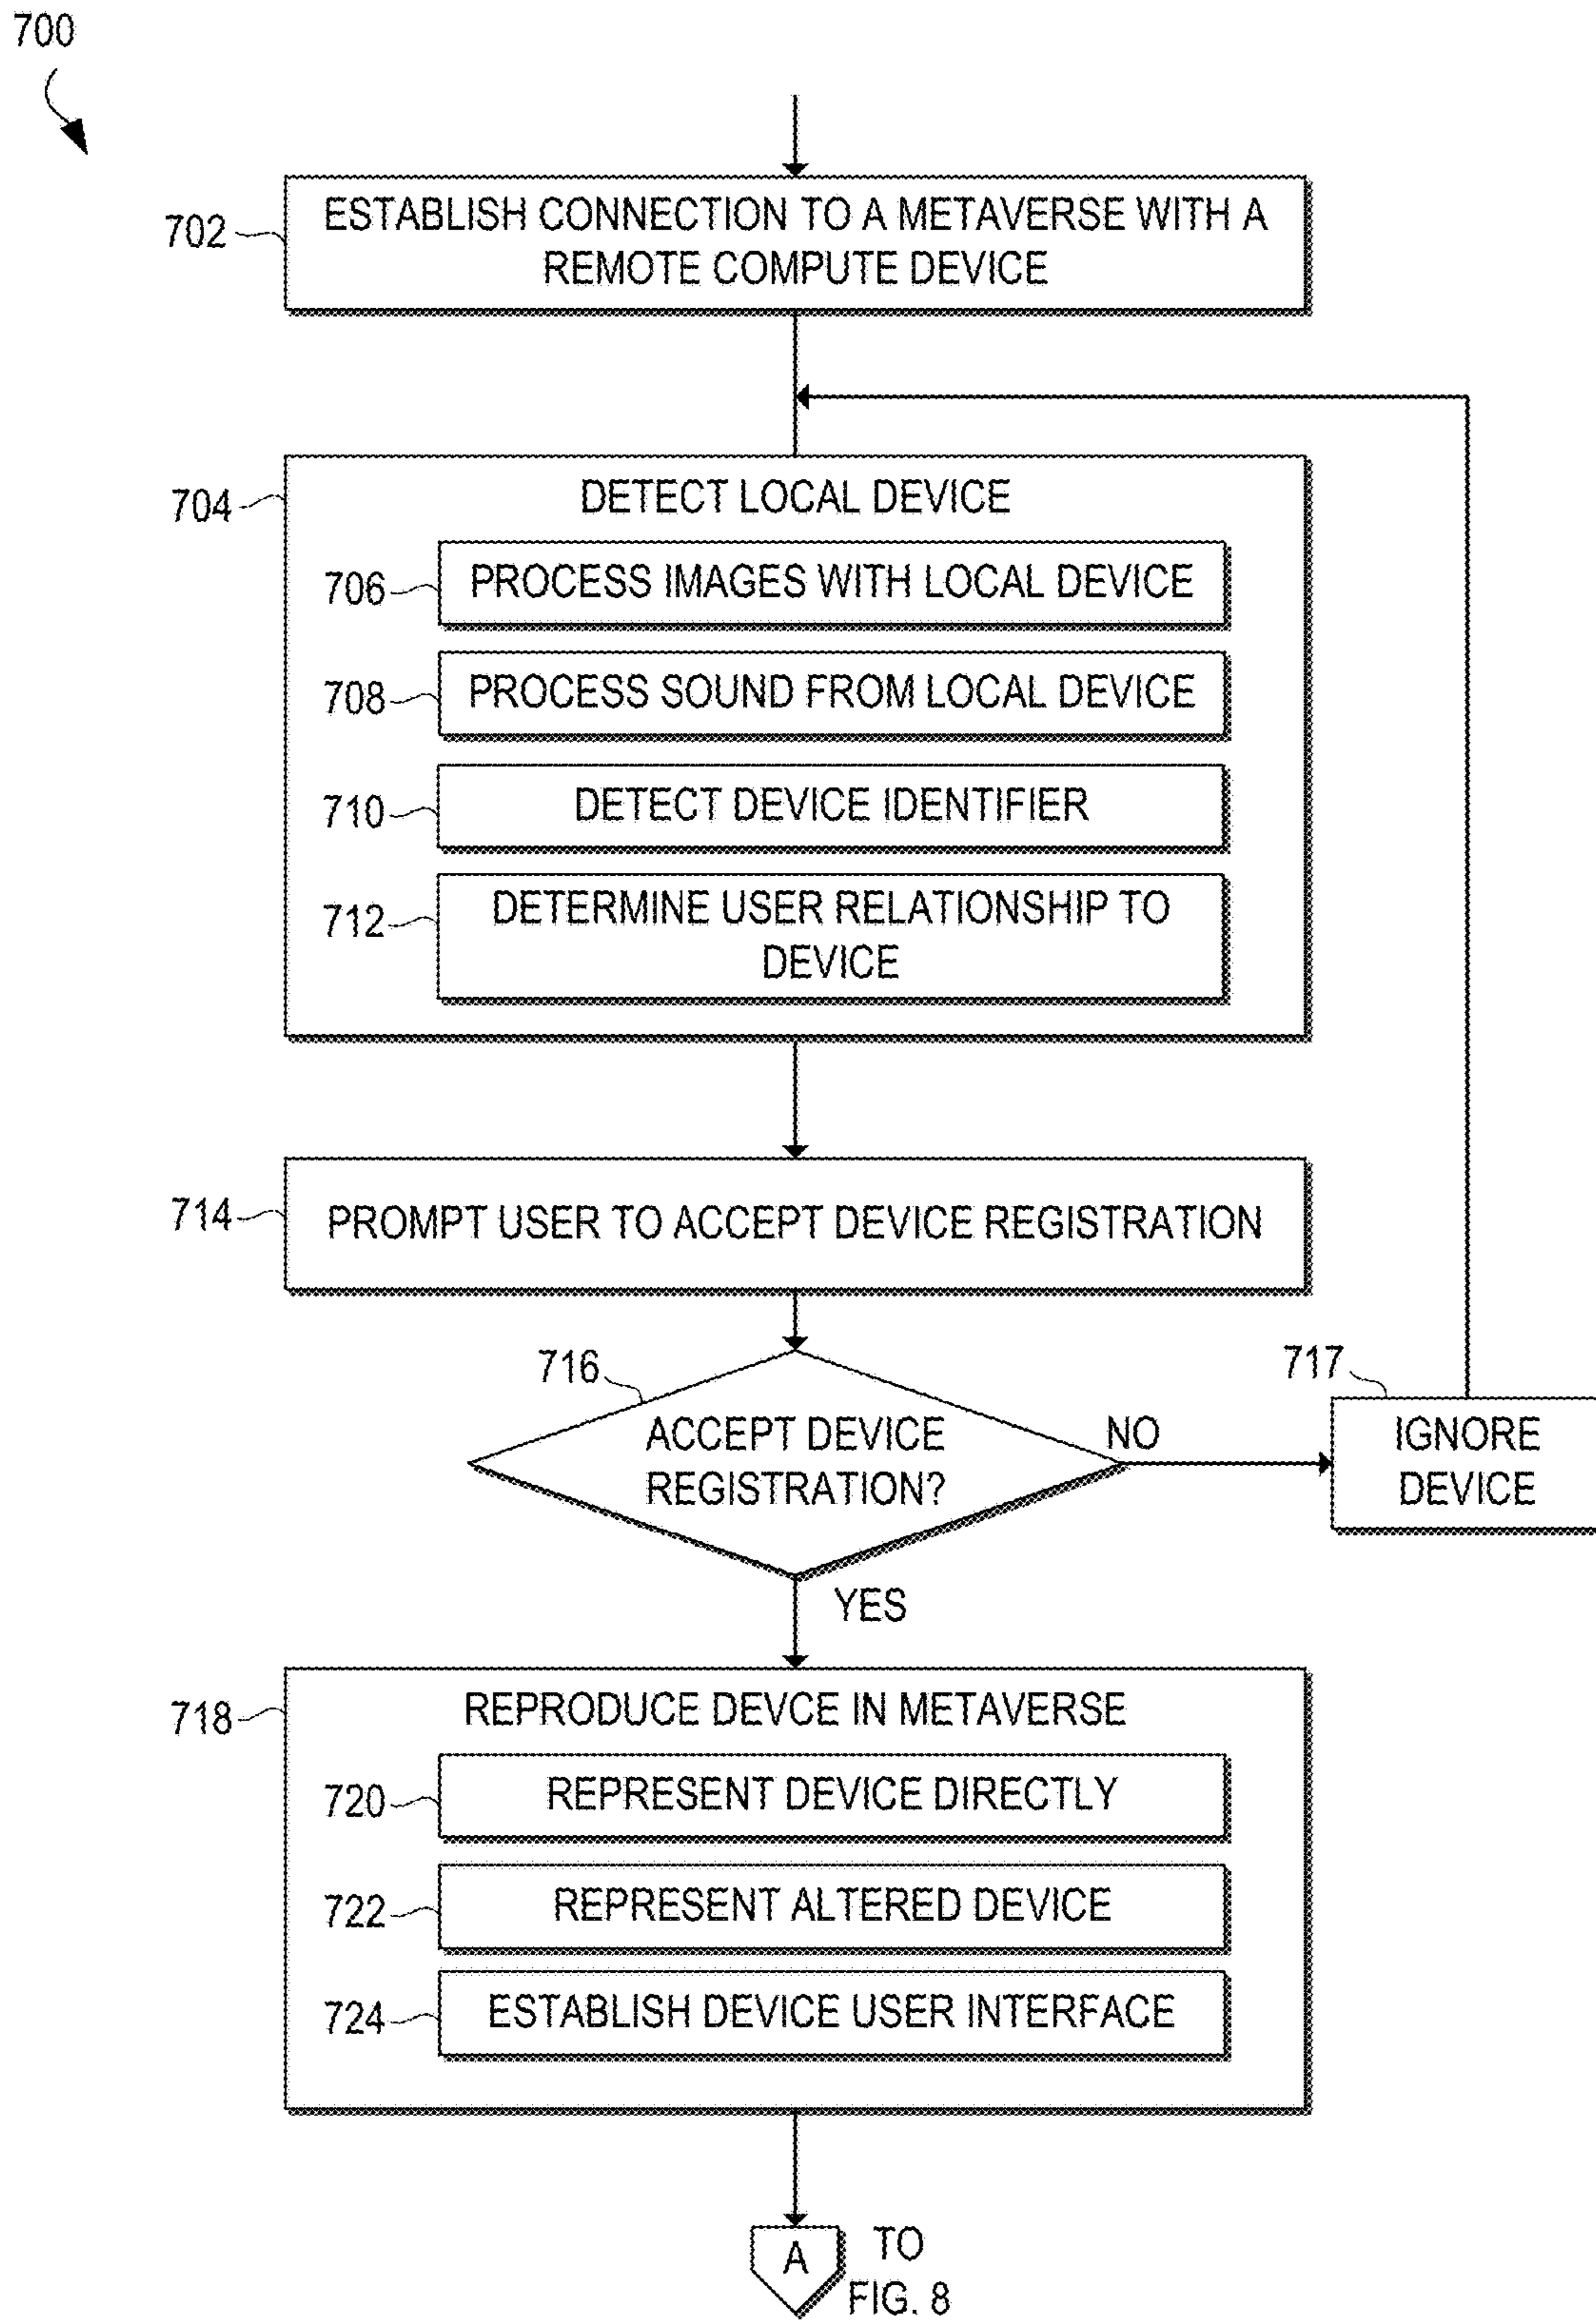 700
702
ESTABLISH CONNECTION TO A METAVERSE WITH A
REMOTE COMPUTE DEVICE
704
DETECT LOCAL DEVICE
706
PROCESS IMAGES WITH LOCAL DEVICE
708
PROCESS SOUND FROM LOCAL DEVICE
710
DETECT DEVICE IDENTIFIER
712
DETERMINE USER RELATIONSHIP TO
DEVICE
714
PROMPT USER TO ACCEPT DEVICE REGISTRATION
716
ACCEPT DEVICE
REGISTRATION?
NO
717
IGNORE
DEVICE
YES
718
REPRODUCE DEVCE IN METAVERSE
720
REPRESENT DEVICE DIRECTLY
722
REPRESENT ALTERED DEVICE
724
ESTABLISH DEVICE USER INTERFACE
A
TO
FIG. 8